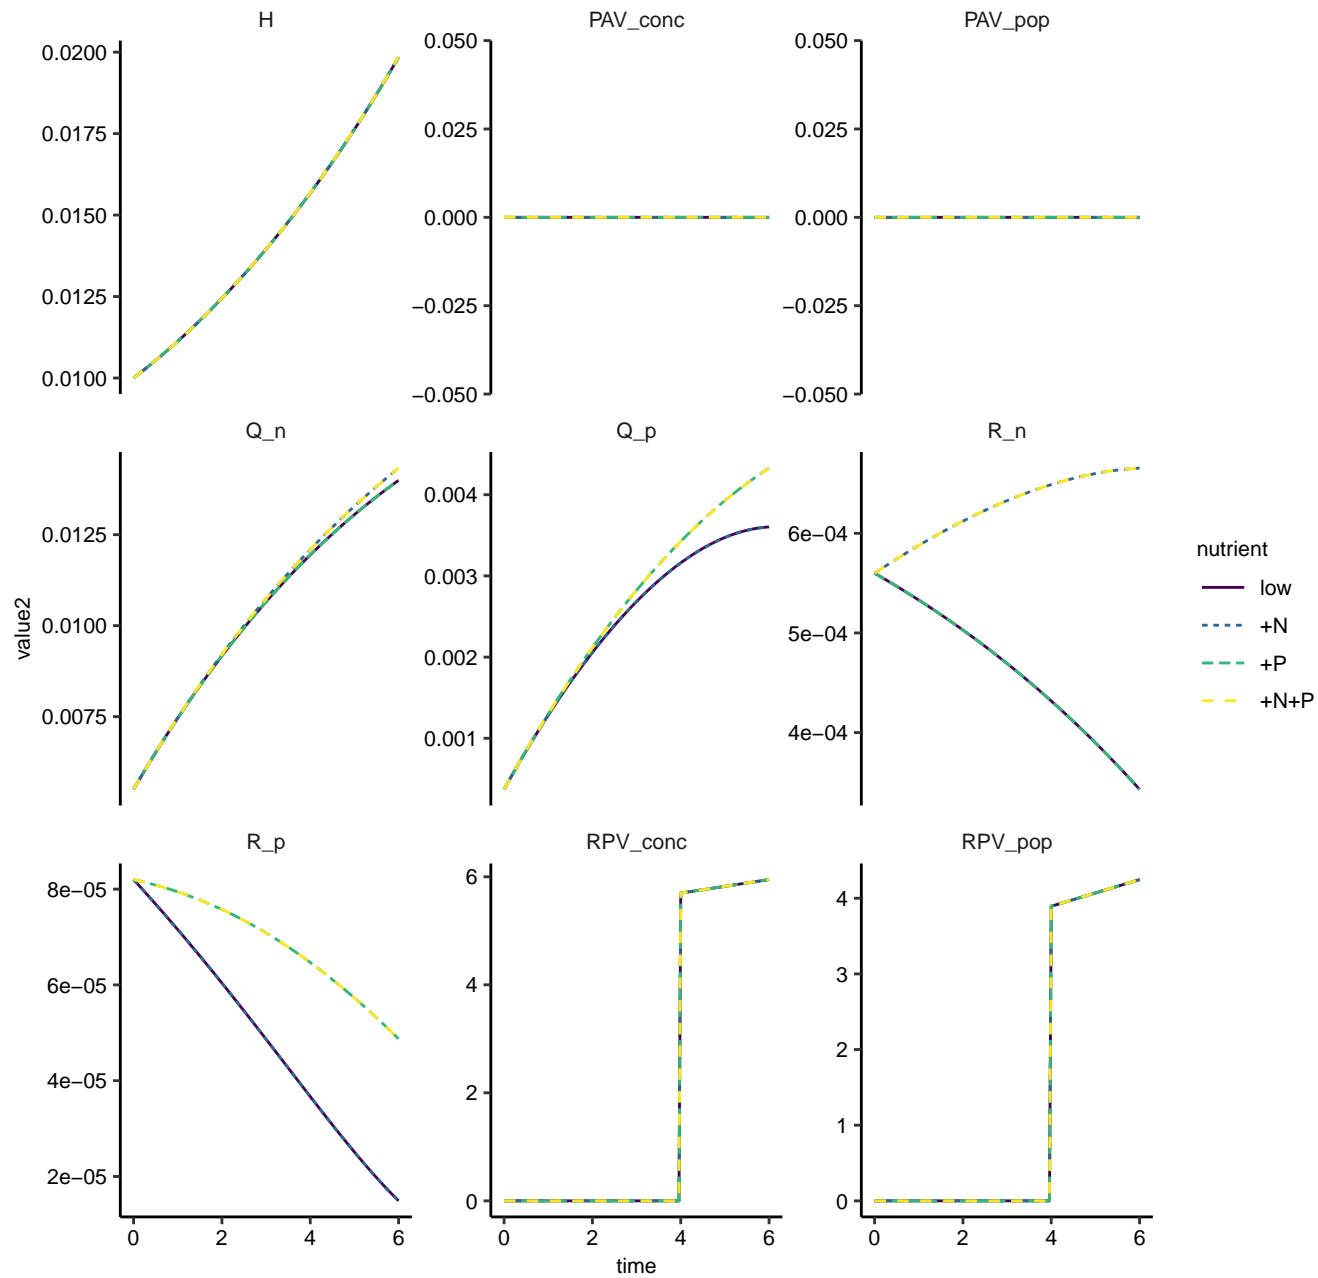 H
PAV_conc
PAV_pop
0.0200
0.0175
0.0150
0.0125
0.0100
0.050
0.025
0.000
−0.025
−0.050
0.050
0.025
0.000
−0.025
−0.050
Q_n
Q_p
R_n
0.0125
0.0100
0.0075
0.004
0.003
0.002
0.001
6e−04
5e−04
4e−04
value2
nutrient
low
+N
+P
+N+P
R_p
RPV_conc
RPV_pop
8e−05
6e−05
4e−05
2e−05
6
4
2
0
4
3
2
1
0
0 2 4 6
0 2 4 6
0 2 4 6
time